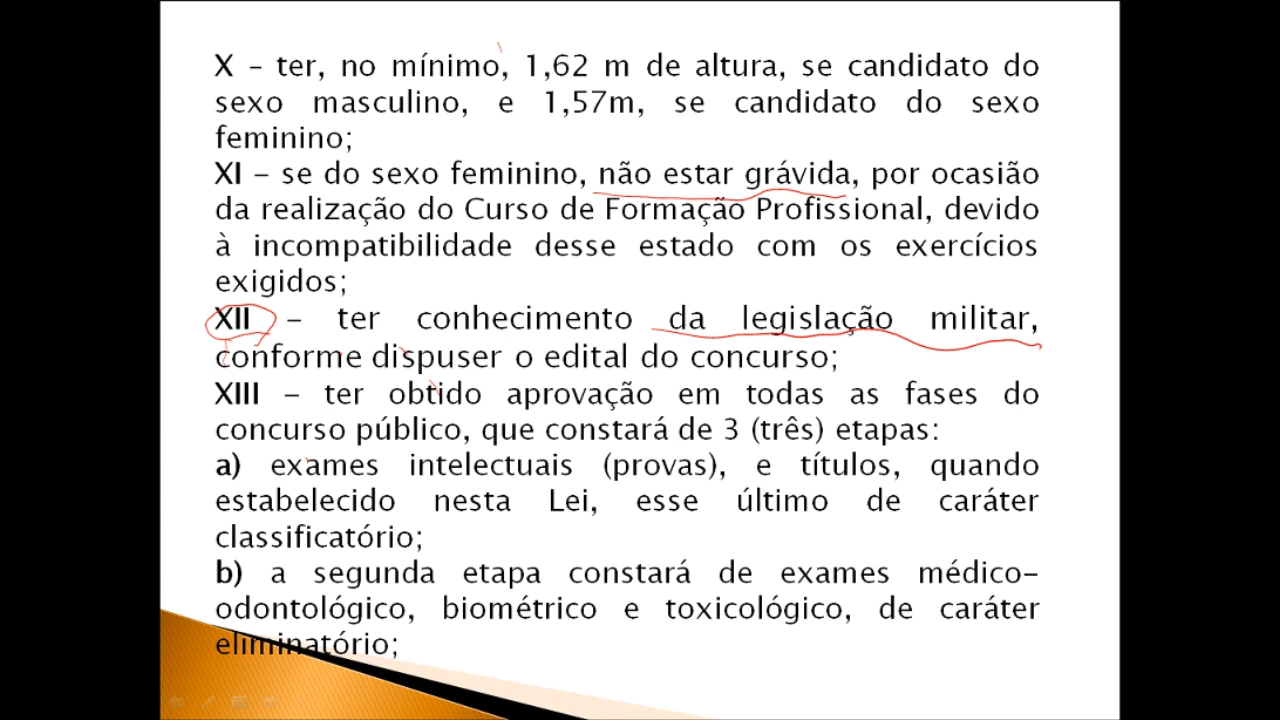 X – ter, no mínimo, 1,62 m de altura, se candidato do
sexo masculino, e 1,57m, se candidato do sexo
feminino;
XI – se do sexo feminino, não estar grávida, por ocasião
da realização do Curso de Formação Profissional, devido
à incompatibilidade desse estado com os exercícios
exigidos;
XII – ter conhecimento da legislação militar,
conforme dispuser o edital do concurso;
XIII – ter obtido aprovação em todas as fases do
concurso público, que constará de 3 (três) etapas:
a) exames intelectuais (provas), e títulos, quando
estabelecido nesta Lei, esse último de caráter
classificatório;
b) a segunda etapa constará de exames médico-
odontológico, biométrico e toxicológico, de caráter
eliminatório;